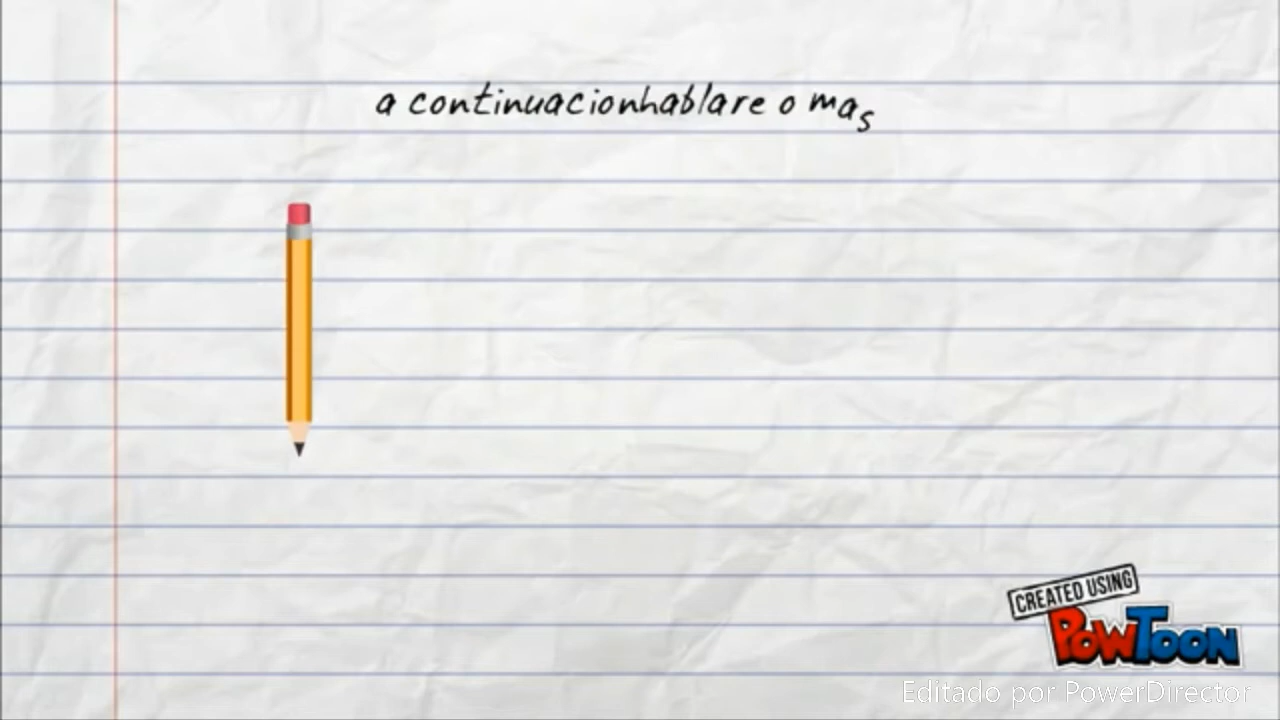 a continuacionhablare o mas
CREATED USING
POWTOON
Editado por PowerDirector